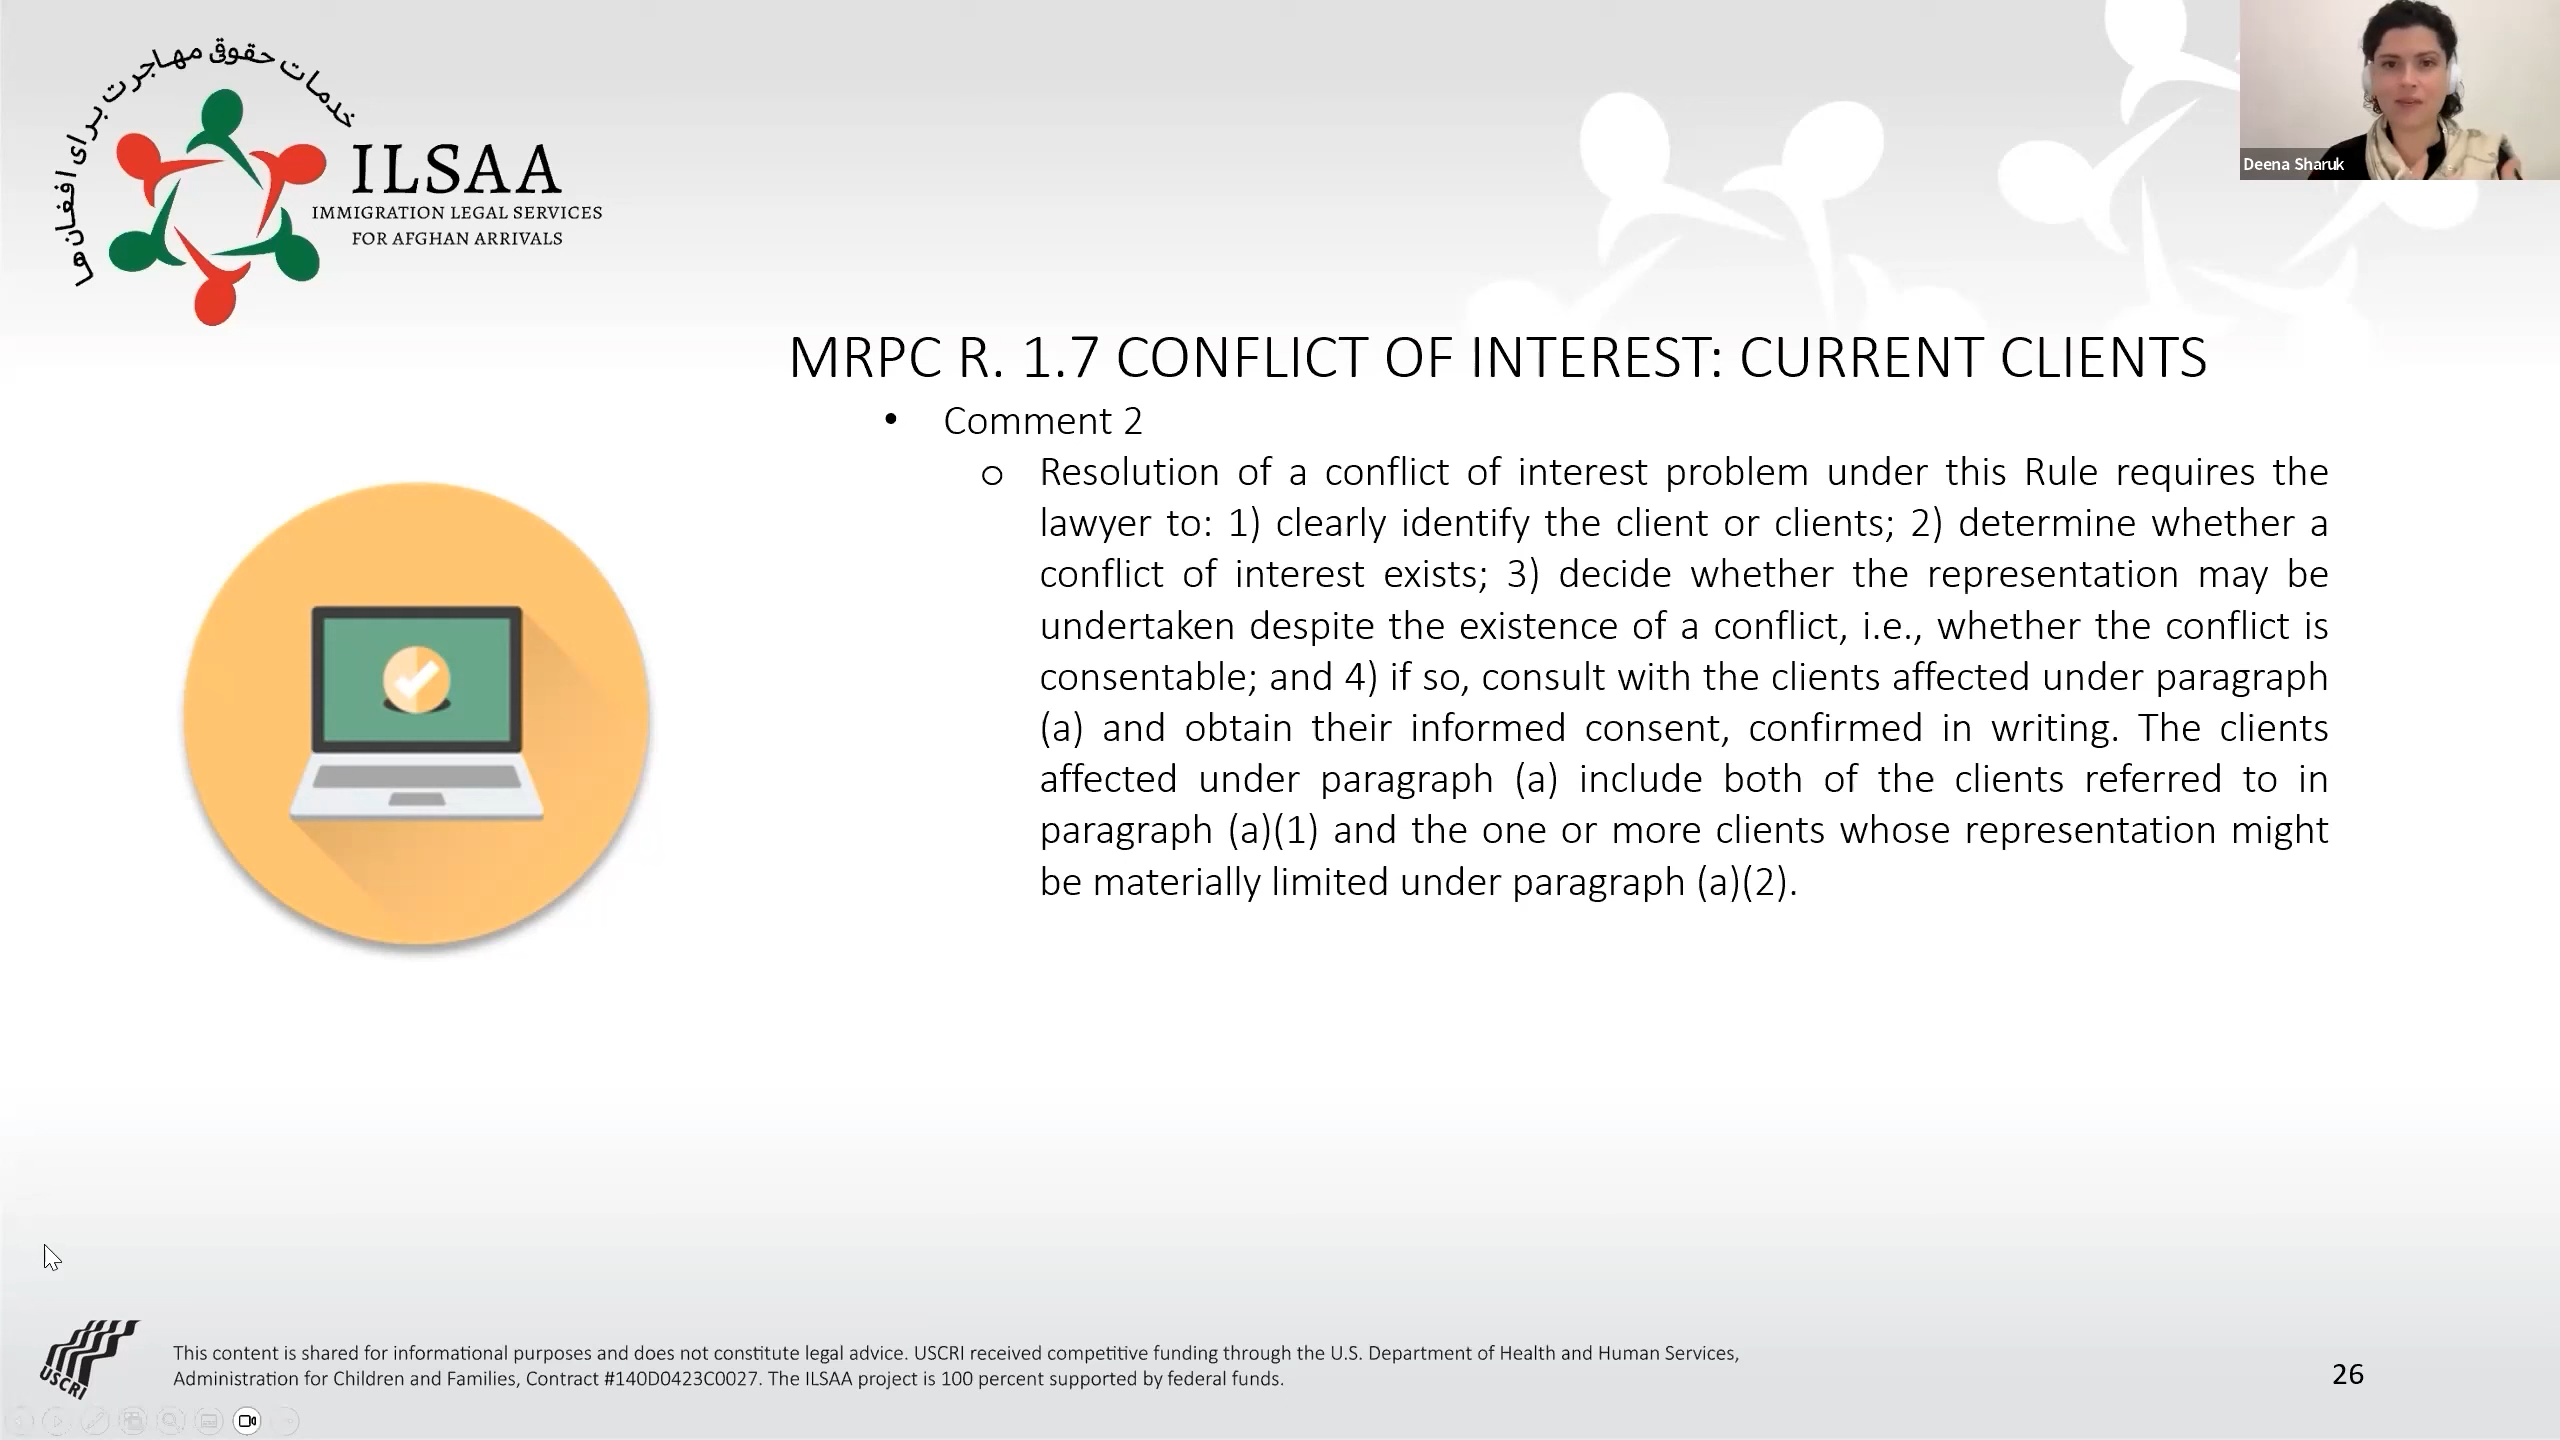 خدمات حقوقی مهاجرت برای افغان‌ها
ILSAA
IMMIGRATION LEGAL SERVICES
FOR AFGHAN ARRIVALS
Deena Sharuk
MRPC R. 1.7 CONFLICT OF INTEREST: CURRENT CLIENTS
• Comment 2
o Resolution of a conflict of interest problem under this Rule requires the
lawyer to: 1) clearly identify the client or clients; 2) determine whether a
conflict of interest exists; 3) decide whether the representation may be
undertaken despite the existence of a conflict, i.e., whether the conflict is
consentable; and 4) if so, consult with the clients affected under paragraph
(a) and obtain their informed consent, confirmed in writing. The clients
affected under paragraph (a) include both of the clients referred to in
paragraph (a)(1) and the one or more clients whose representation might
be materially limited under paragraph (a)(2).
USCRI
This content is shared for informational purposes and does not constitute legal advice. USCRI received competitive funding through the U.S. Department of Health and Human Services,
Administration for Children and Families, Contract #140D0423C0027. The ILSAA project is 100 percent supported by federal funds.
26